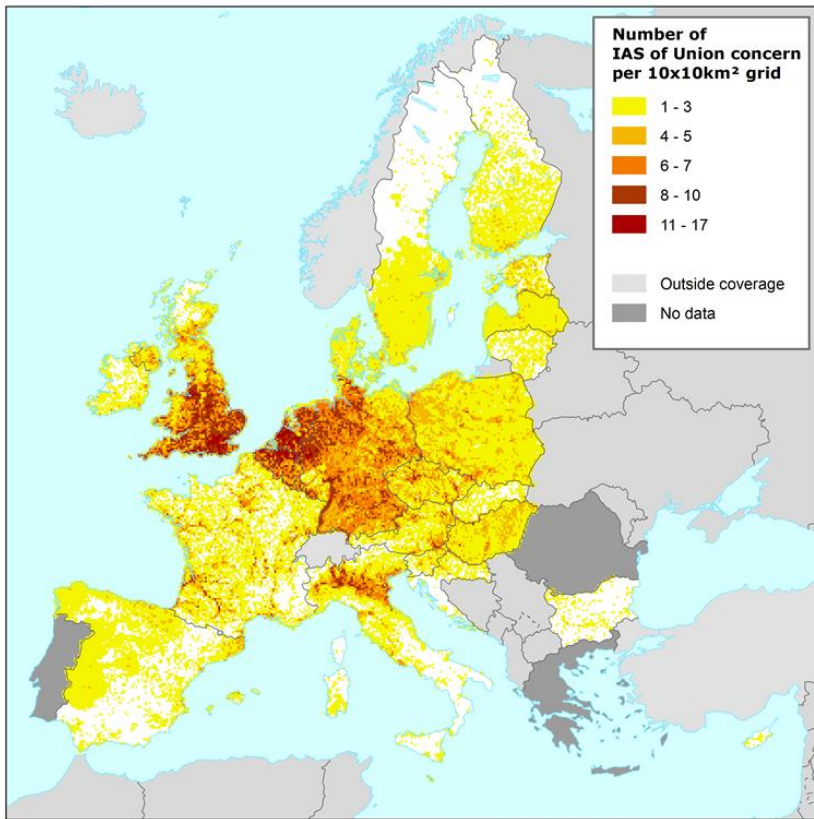 Number of
IAS of Union concern
per 10x10km² grid
1 - 3
4 - 5
6 - 7
8 - 10
11 - 17
Outside coverage
No data